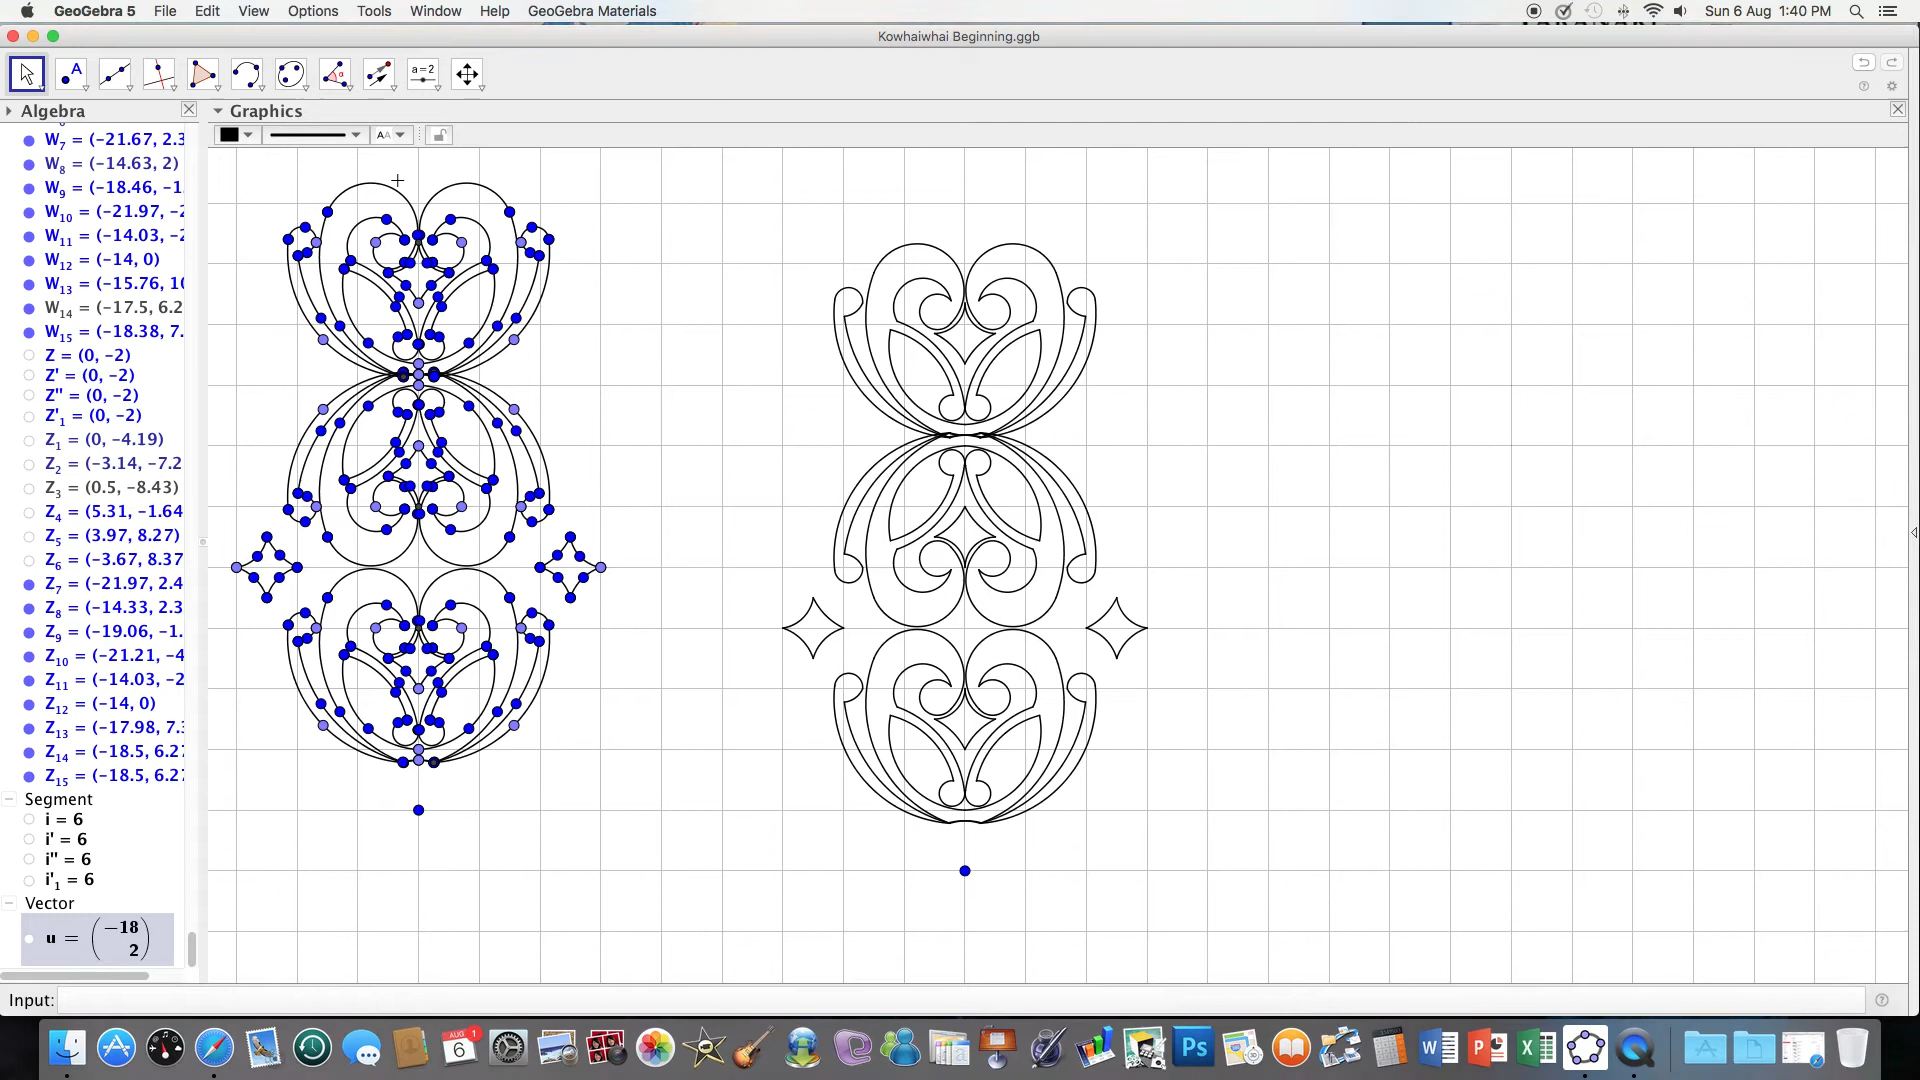 GeoGebra 5 File Edit View Options Tools Window Help GeoGebra Materials Sun 6 Aug 1:40 PM
Kowhaiwhai Beginning.ggb
A α a=2
Algebra Graphics
AA
W7 = (−21.67, 2.3
W8 = (−14.63, 2)
W9 = (−18.46, −1.
W10 = (−21.97, −2
W11 = (−14.03, −2
W12 = (−14, 0)
W13 = (−15.76, 10
W14 = (−17.5, 6.2
W15 = (−18.38, 7.
Z = (0, −2)
Z' = (0, −2)
Z" = (0, −2)
Z'1 = (0, −2)
Z1 = (0, −4.19)
Z2 = (−3.14, −7.2
Z3 = (0.5, −8.43)
Z4 = (5.31, −1.64
Z5 = (3.97, 8.27)
Z6 = (−3.67, 8.37
Z7 = (−21.97, 2.4
Z8 = (−14.33, 2.3
Z9 = (−19.06, −1.
Z10 = (−21.21, −4
Z11 = (−14.03, −2
Z12 = (−14, 0)
Z13 = (−17.98, 7.3
Z14 = (−18.5, 6.27
Z15 = (−18.5, 6.27
Segment
i = 6
i' = 6
i" = 6
i'1 = 6
Vector
u = (−18
2)
Input:
AUG 1
6
Ps
W P X